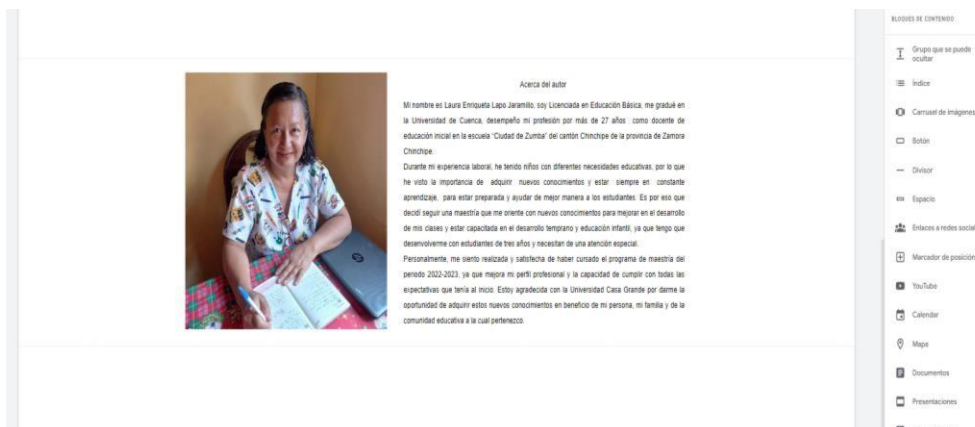 BLOQUES DE CONTENIDO
Grupo que se puede
ocultar
Índice
Carrusel de imágenes
Botón
Divisor
Espacio
Enlaces a redes social
Marcador de posición
YouTube
Calendar
Mapa
Documentos
Presentaciones
Acerca del autor
Mi nombre es Laura Enriqueta Lapo Jaramillo, soy Licenciada en Educación Básica, me gradué en
la Universidad de Cuenca, desempeño mi profesión por más de 27 años como docente de
educación inicial en la escuela "Ciudad de Zumba" del cantón Chinchipe de la provincia de Zamora
Chinchipe.
Durante mi experiencia laboral, he tenido niños con diferentes necesidades educativas, por lo que
he visto la importancia de adquirir nuevos conocimientos y estar siempre en constante
aprendizaje, para estar preparada y ayudar de mejor manera a los estudiantes. Es por eso que
decidí seguir una maestría que me oriente con nuevos conocimientos para mejorar en el desarrollo
de mis clases y estar capacitada en el desarrollo temprano y educación infantil, ya que tengo que
desenvolverme con estudiantes de tres años y necesitan de una atención especial.
Personalmente, me siento realizada y satisfecha de haber cursado el programa de maestría del
periodo 2022-2023, ya que mejora mi perfil profesional y la capacidad de cumplir con todas las
expectativas que tenía al inicio. Estoy agradecida con la Universidad Casa Grande por darme la
oportunidad de adquirir estos nuevos conocimientos en beneficio de mi persona, mi familia y de la
comunidad educativa a la cual pertenezco.